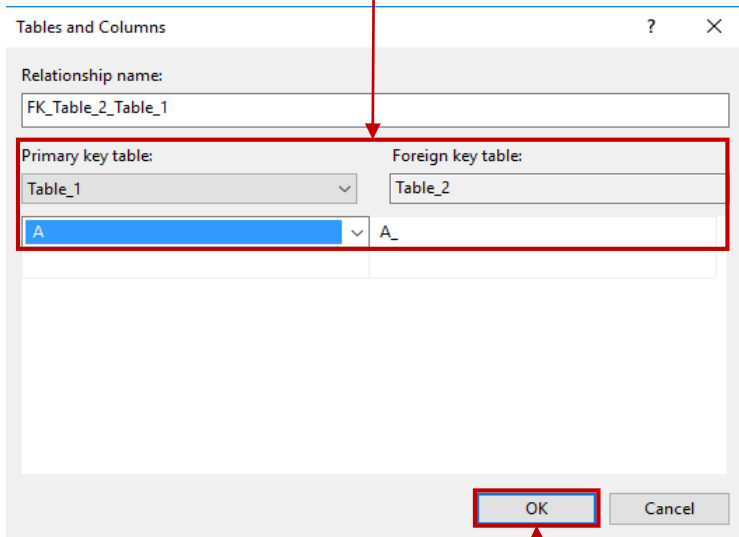 Tables and Columns ? ×
Relationship name:
FK_Table_2_Table_1
Primary key table: Foreign key table:
Table_1 Table_2
A A_
OK Cancel